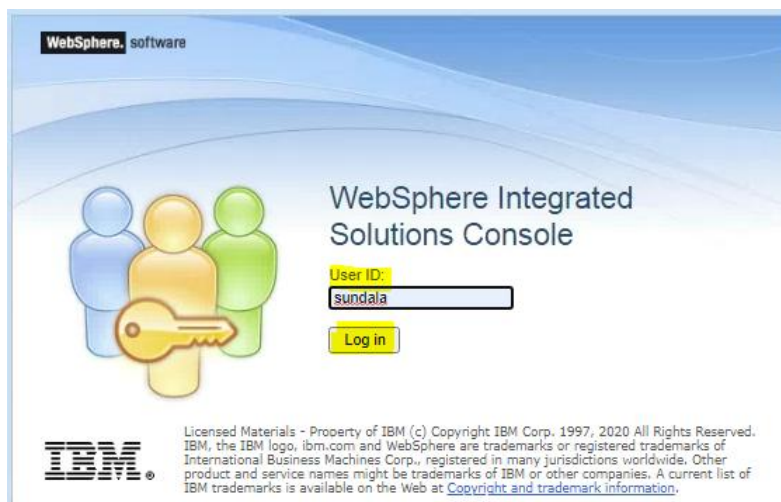 WebSphere. software
WebSphere Integrated
Solutions Console
User ID:
sundala
Log in
Licensed Materials - Property of IBM (c) Copyright IBM Corp. 1997, 2020 All Rights Reserved.
IBM, the IBM logo, ibm.com and WebSphere are trademarks or registered trademarks of
International Business Machines Corp., registered in many jurisdictions worldwide. Other
product and service names might be trademarks of IBM or other companies. A current list of
IBM trademarks is available on the Web at Copyright and trademark information.
IBM®